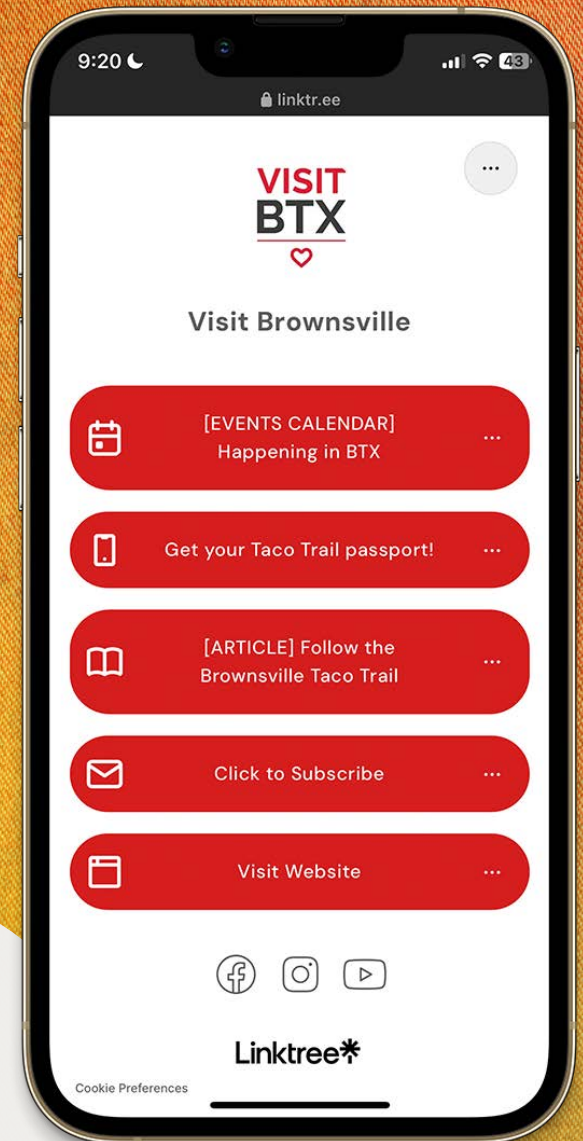 9:20
43
linktr.ee
VISIT
BTX
Visit Brownsville
[EVENTS CALENDAR]
Happening in BTX
Get your Taco Trail passport!
[ARTICLE] Follow the
Brownsville Taco Trail
Click to Subscribe
Visit Website
Linktree
Cookie Preferences